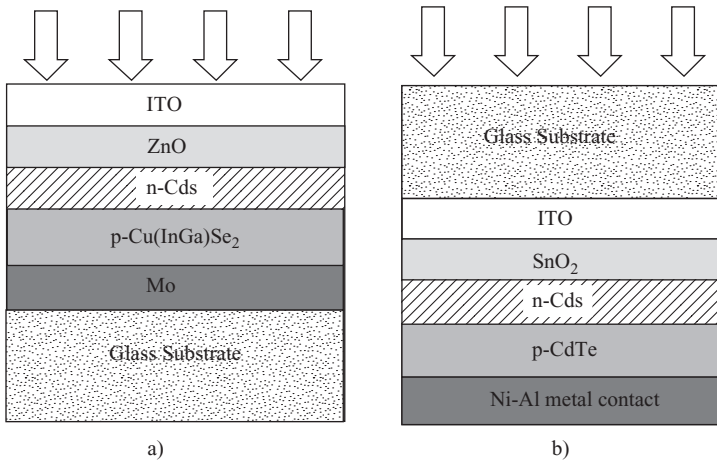 ITO
ZnO
n-Cds
p-Cu(InGa)Se₂
Mo
Glass Substrate
a)
Glass Substrate
ITO
SnO₂
n-Cds
p-CdTe
Ni-Al metal contact
b)